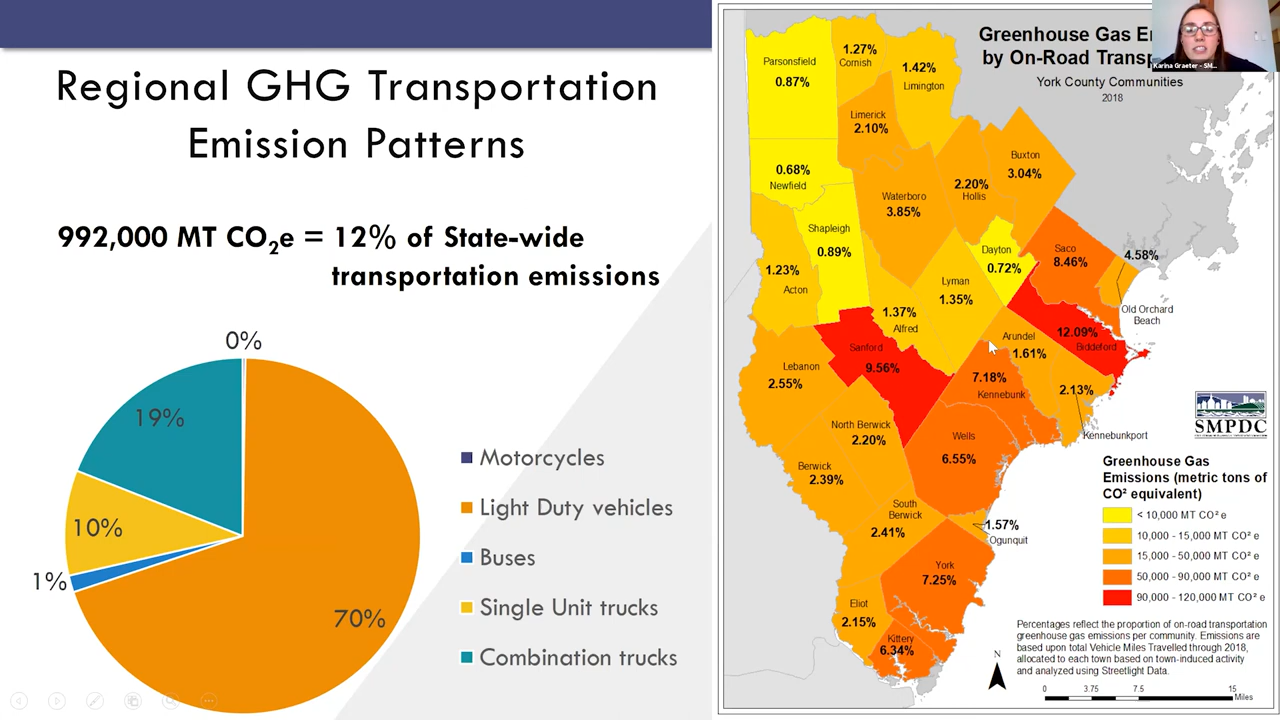 Regional GHG Transportation
Emission Patterns
992,000 MT CO₂e = 12% of State-wide
transportation emissions
0%
19%
10%
1%
70%
Motorcycles
Light Duty vehicles
Buses
Single Unit trucks
Combination trucks
Greenhouse Gas
by On-Road
York County Communities
2018
Karina Graeter - SM...
Parsonsfield
0.87%
1.27%
Cornish
1.42%
Limington
Limerick
2.10%
Buxton
3.04%
0.68%
Newfield
2.20%
Hollis
Waterboro
3.85%
Shapleigh
0.89%
Dayton
0.72%
Saco
8.46%
4.58%
Old Orchard
Beach
1.23%
Acton
Lyman
1.35%
1.37%
Alfred
12.09%
Biddeford
Arundel
1.61%
Sanford
9.56%
Lebanon
2.55%
7.18%
Kennebunk
2.13%
Kennebunkport
North Berwick
2.20%
Wells
6.55%
Berwick
2.39%
South
Berwick
2.41%
1.57%
Ogunquit
York
7.25%
Eliot
2.15%
Kittery
6.34%
SMPDC
Greenhouse Gas
Emissions (metric tons of
CO² equivalent)
< 10,000 MT CO² e
10,000 - 15,000 MT CO² e
15,000 - 50,000 MT CO² e
50,000 - 90,000 MT CO² e
90,000 - 120,000 MT CO² e
Percentages reflect the proportion of on-road transportation
greenhouse gas emissions per community. Emissions are
based upon total Vehicle Miles Travelled through 2018,
allocated to each town based on town-induced activity
and analyzed using Streetlight Data.
N
0 3.75 7.5 15
Miles